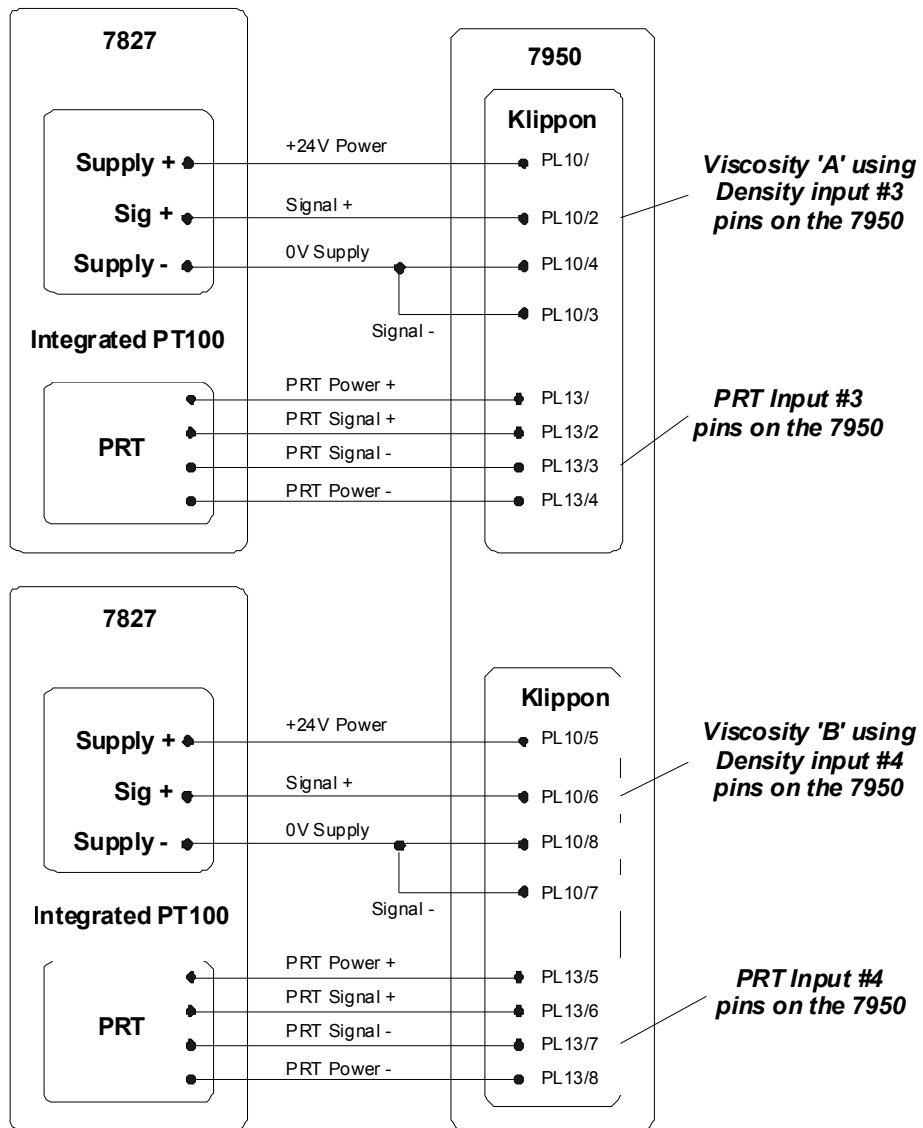 7827
7950
Klippon
Supply +
+24V Power
PL10/
Viscosity 'A' using
Density input #3
pins on the 7950
Sig +
Signal +
PL10/2
Supply -
0V Supply
PL10/4
PL10/3
Signal -
Integrated PT100
PRT Power +
PL13/
PRT Input #3
pins on the 7950
PRT Signal +
PL13/2
PRT
PRT Signal -
PL13/3
PRT Power -
PL13/4
7827
Klippon
Supply +
+24V Power
PL10/5
Viscosity 'B' using
Density input #4
pins on the 7950
Sig +
Signal +
PL10/6
Supply -
0V Supply
PL10/8
PL10/7
Signal -
Integrated PT100
PRT Power +
PL13/5
PRT Input #4
pins on the 7950
PRT Signal +
PL13/6
PRT
PRT Signal -
PL13/7
PRT Power -
PL13/8